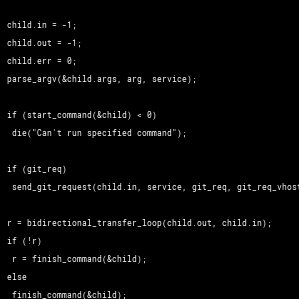 child.in = -1;
child.out = -1;
child.err = 0;
parse_argv(&child.args, arg, service);
if (start_command(&child) < 0)
die("Can't run specified command");
if (git_req)
send_git_request(child.in, service, git_req, git_req_vhost
r = bidirectional_transfer_loop(child.out, child.in);
if (!r)
r = finish_command(&child);
else
finish_command(&child);